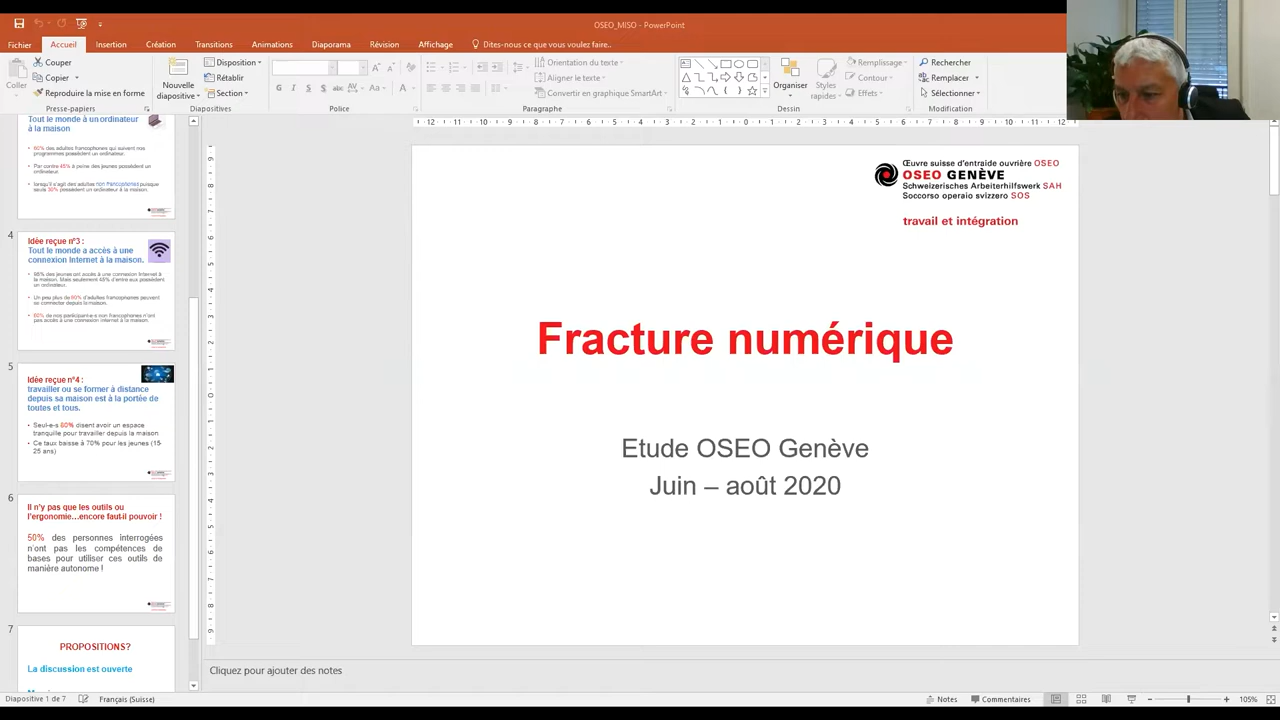 OSEO_MISO - PowerPoint
Fichier Accueil Insertion Création Transitions Animations Diaporama Révision Affichage Dites-nous ce que vous voulez faire..
Coller
Couper
Copier
Reproduire la mise en forme
Presse-papiers
Nouvelle diapositive
Disposition
Rétablir
Section
Diapositives
G I S S abc AV Aa A
Police
Orientation du texte
Aligner le texte
Convertir en graphique SmartArt
Paragraphe
Organiser
Styles rapides
Remplissage
Contour
Effets
Dessin
Rechercher
Remplacer
Sélectionner
Modification
Tout le monde à un ordinateur
à la maison
60% des adultes francophones qui suivent nos
programmes possèdent un ordinateur.
Par contre 45% à peine des jeunes possèdent un
ordinateur.
lorsqu'il s'agit des adultes non francophones puisque
seuls 30% possèdent un ordinateur à la maison.
4
Idée reçue n°3 :
Tout le monde a accès à une
connexion Internet à la maison.
des jeunes ont accès à une connexion Internet à
la maison. Mais seulement 45% d'entre eux possèdent
un ordinateur.
Un peu plus de 80% d'adultes francophones peuvent
se connecter depuis la maison.
60% de nos participant-e-s non francophones n'ont
pas accès à une connexion internet à la maison.
5
Idée reçue n°4 :
travailler ou se former à distance
depuis sa maison est à la portée de
toutes et tous.
Seul-e-s 80% disent avoir un espace
tranquille pour travailler depuis la maison
Ce taux baisse à 70% pour les jeunes (15-
25 ans)
6
Il n'y pas que les outils ou
l'ergonomie…encore faut-il pouvoir !
50% des personnes interrogées
n'ont pas les compétences de
bases pour utiliser ces outils de
manière autonome !
7
PROPOSITIONS?
La discussion est ouverte
Œuvre suisse d'entraide ouvrière OSEO
OSEO GENÈVE
Schweizerisches Arbeiterhilfswerk SAH
Soccorso operaio svizzero SOS
travail et intégration
Fracture numérique
Etude OSEO Genève
Juin – août 2020
Cliquez pour ajouter des notes
Diapositive 1 de 7 Français (Suisse) Notes Commentaires 105%